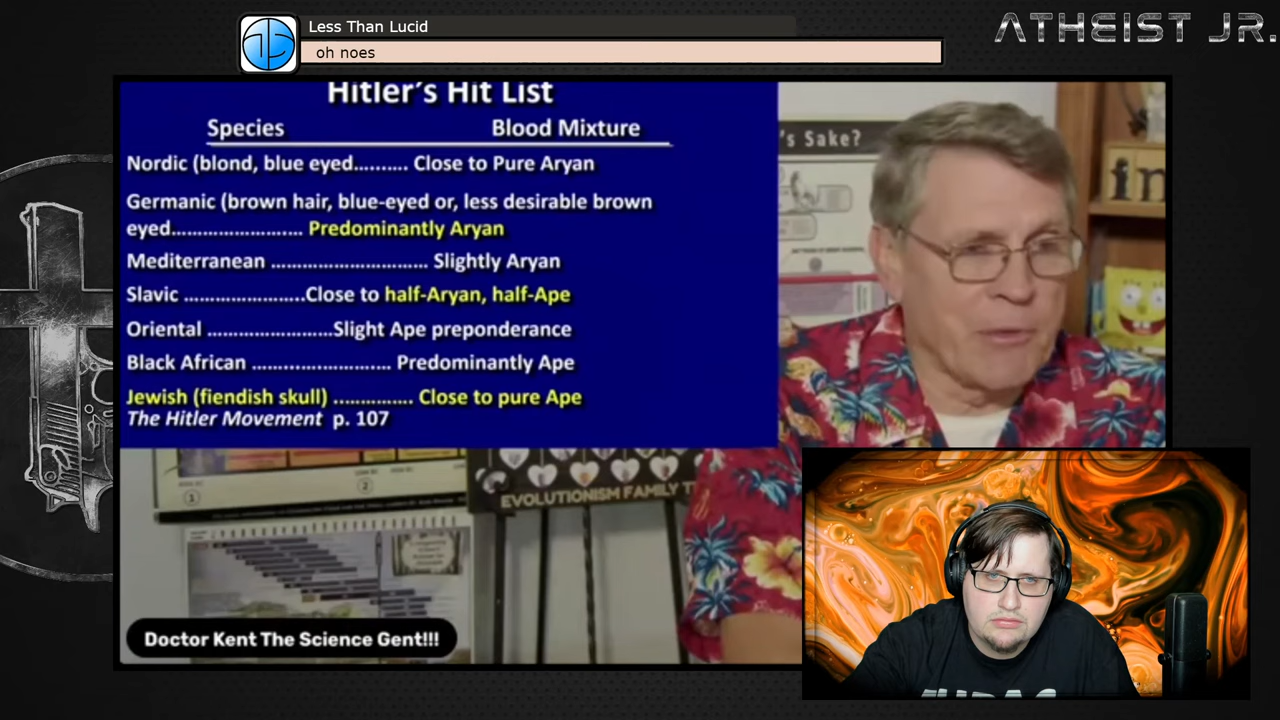 Less Than Lucid
oh noes
ATHEIST JR.
Hitler's Hit List
Species Blood Mixture
Nordic (blond, blue eyed.......... Close to Pure Aryan
Germanic (brown hair, blue-eyed or, less desirable brown
eyed........................ Predominantly Aryan
Mediterranean ............................ Slightly Aryan
Slavic ......................Close to half-Aryan, half-Ape
Oriental .......................Slight Ape preponderance
Black African ......................... Predominantly Ape
Jewish (fiendish skull) ............... Close to pure Ape
The Hitler Movement p. 107
's Sake?
in
EVOLUTIONISM FAMILY T
1
2
Doctor Kent The Science Gent!!!